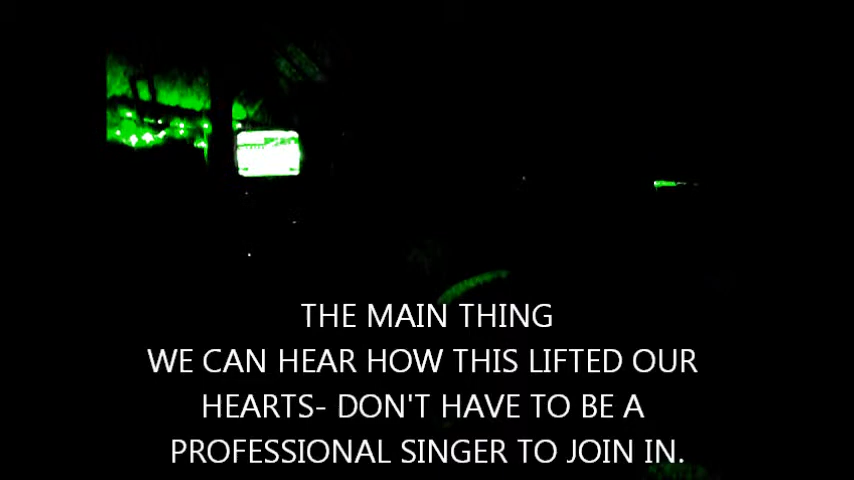 THE MAIN THING
WE CAN HEAR HOW THIS LIFTED OUR
HEARTS- DON'T HAVE TO BE A
PROFESSIONAL SINGER TO JOIN IN.